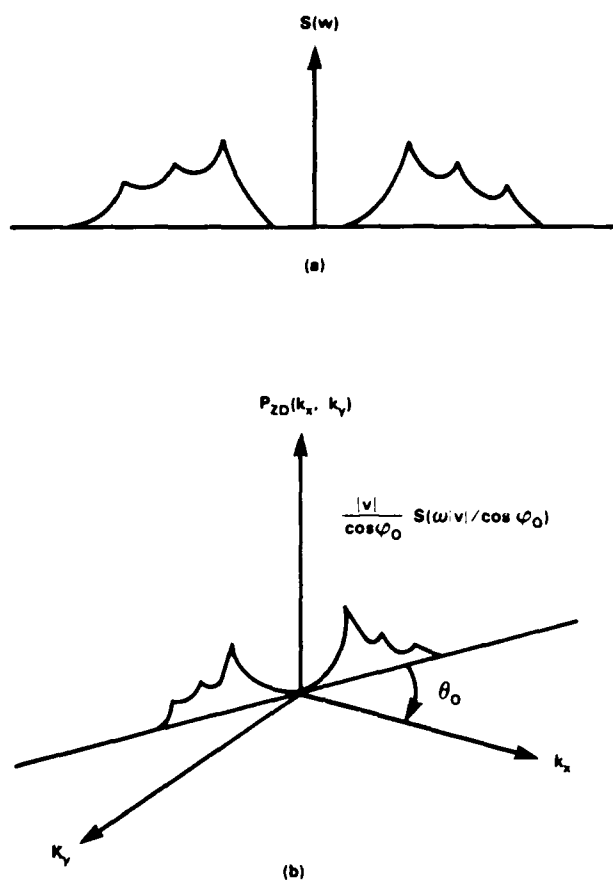 S(w)
(a)
P_ZD(k_x, k_y)
|v|/cosφ_O S(ω|v|/cos φ_O)
θ_O
k_x
K_y
(b)